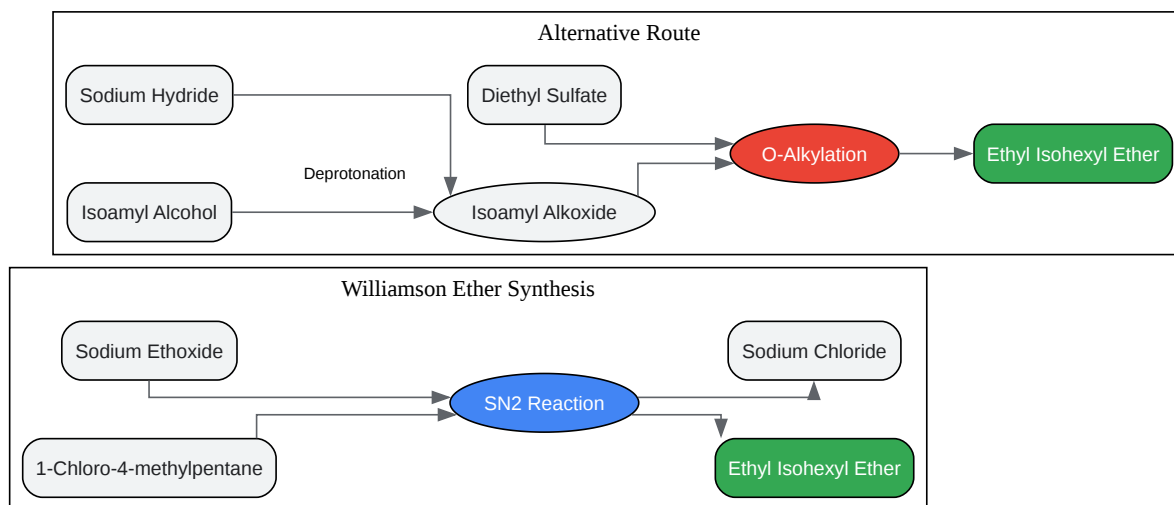 Alternative Route
Sodium Hydride
Diethyl Sulfate
O-Alkylation
Ethyl Isohexyl Ether
Deprotonation
Isoamyl Alcohol
Isoamyl Alkoxide
Williamson Ether Synthesis
Sodium Ethoxide
Sodium Chloride
SN2 Reaction
1-Chloro-4-methylpentane
Ethyl Isohexyl Ether